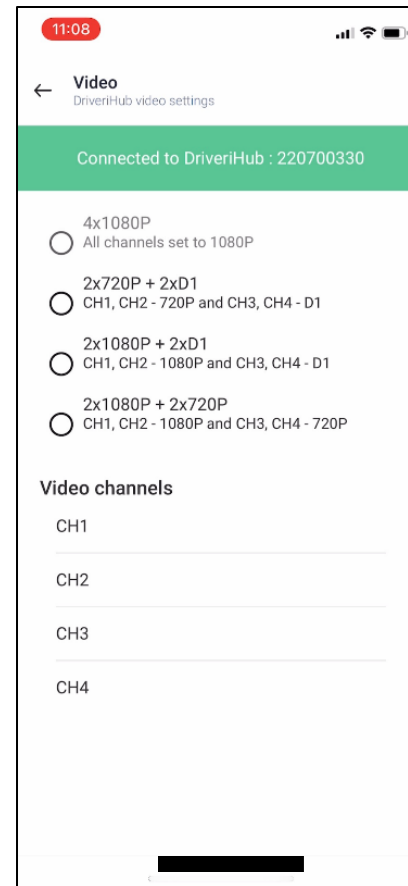 11:08
Video
DriveriHub video settings
Connected to DriveriHub : 220700330
4x1080P
All channels set to 1080P
2x720P + 2xD1
CH1, CH2 - 720P and CH3, CH4 - D1
2x1080P + 2xD1
CH1, CH2 - 1080P and CH3, CH4 - D1
2x1080P + 2x720P
CH1, CH2 - 1080P and CH3, CH4 - 720P
Video channels
CH1
CH2
CH3
CH4